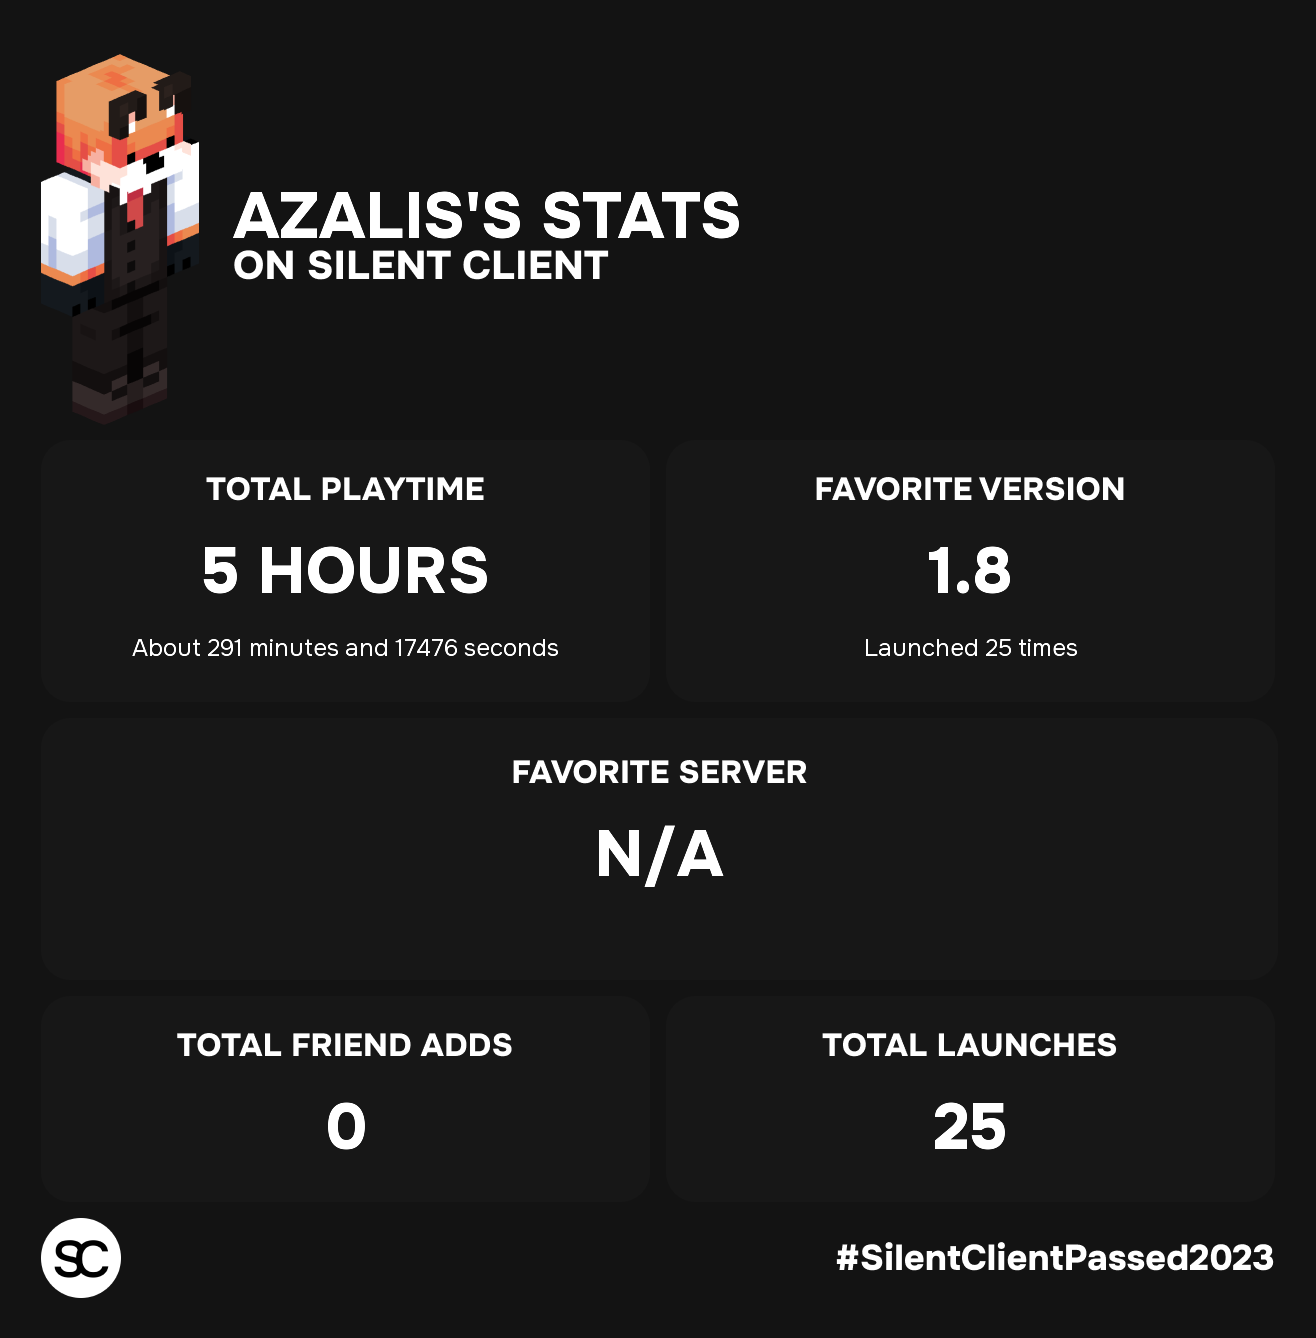 AZALIS'S STATS
ON SILENT CLIENT
TOTAL PLAYTIME
5 HOURS
About 291 minutes and 17476 seconds
FAVORITE VERSION
1.8
Launched 25 times
FAVORITE SERVER
N/A
TOTAL FRIEND ADDS
0
TOTAL LAUNCHES
25
SC
#SilentClientPassed2023